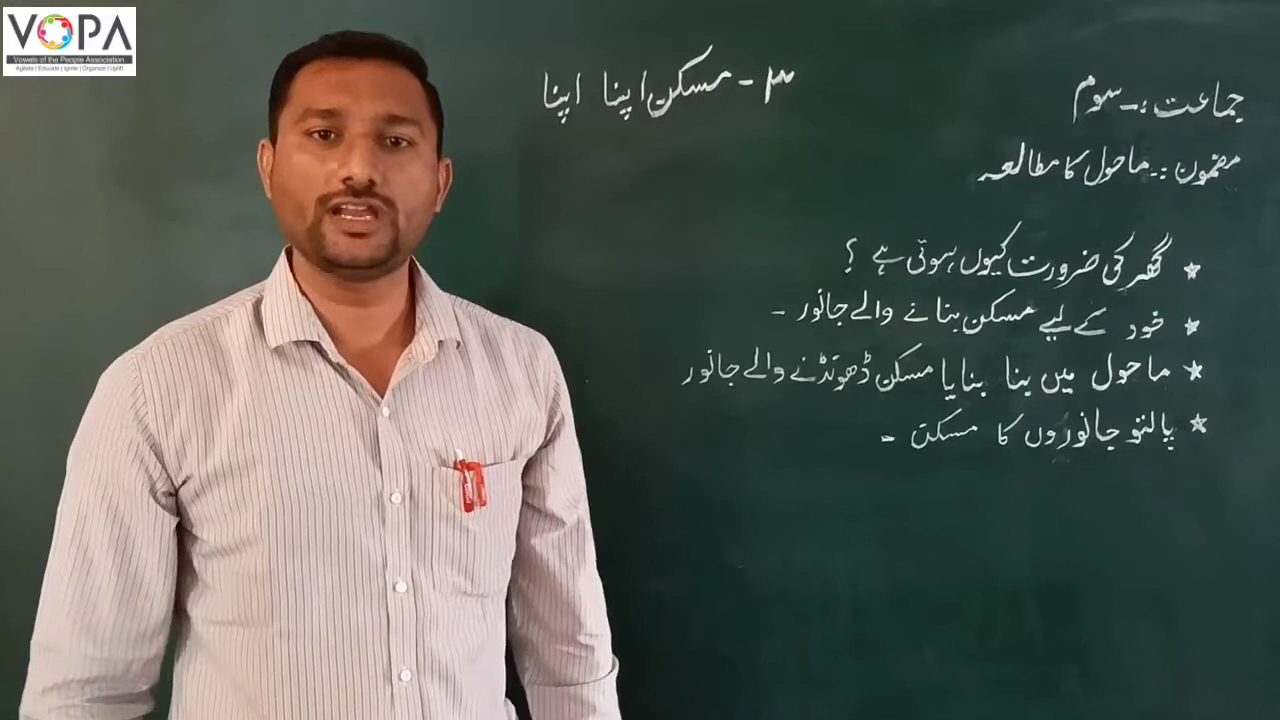 VOPA
Vowels of the People Association
Agitate | Educate | Ignite | Organise | Uplift
جماعت :۔ سوم
۳ - مسکن اپنا اپنا
مضمون :۔ ماحول کا مطالعہ
★ گھر کی ضرورت کیوں ہوتی ہے ؟
★ خود کے لیے مسکن بنانے والے جانور ۔
★ ماحول میں بنا بنایا مسکن ڈھونڈنے والے جانور
★ پالتو جانوروں کا مسکن ۔